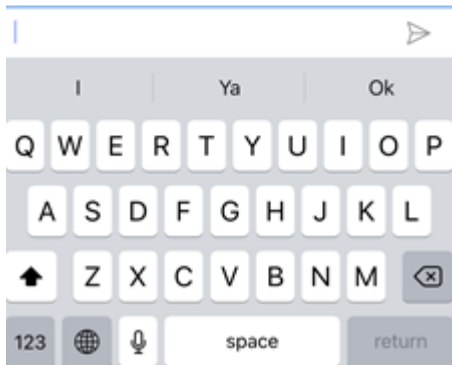 I Ya Ok
Q W E R T Y U I O P
A S D F G H J K L
Z X C V B N M
123 space return